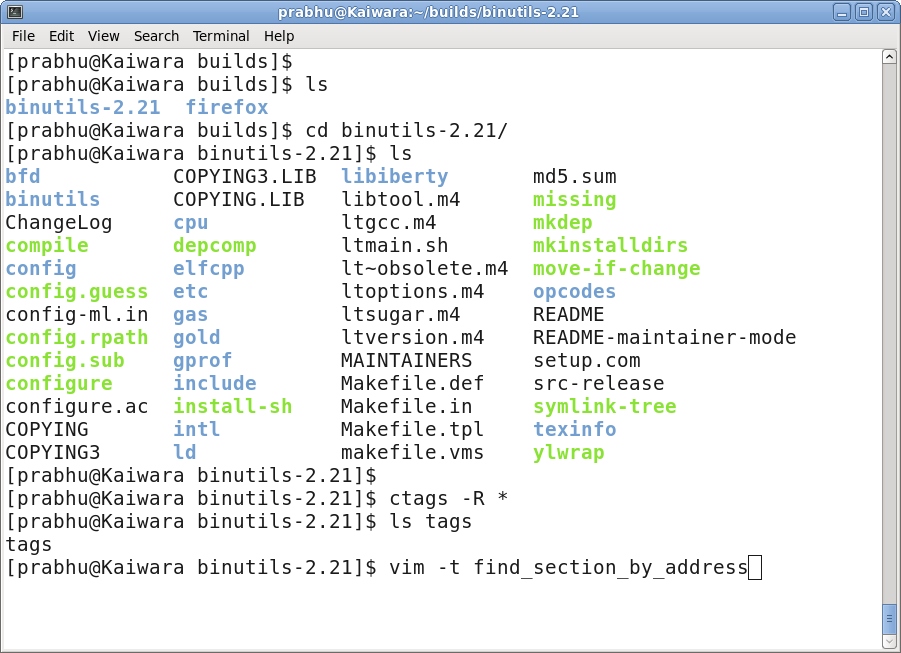 prabhu@Kaiwara:~/builds/binutils-2.21
File Edit View Search Terminal Help
[prabhu@Kaiwara builds]$
[prabhu@Kaiwara builds]$ ls
binutils-2.21 firefox
[prabhu@Kaiwara builds]$ cd binutils-2.21/
[prabhu@Kaiwara binutils-2.21]$ ls
bfd COPYING3.LIB libiberty md5.sum
binutils COPYING.LIB libtool.m4 missing
ChangeLog cpu ltgcc.m4 mkdep
compile depcomp ltmain.sh mkinstalldirs
config elfcpp lt~obsolete.m4 move-if-change
config.guess etc ltoptions.m4 opcodes
config-ml.in gas ltsugar.m4 README
config.rpath gold ltversion.m4 README-maintainer-mode
config.sub gprof MAINTAINERS setup.com
configure include Makefile.def src-release
configure.ac install-sh Makefile.in symlink-tree
COPYING intl Makefile.tpl texinfo
COPYING3 ld makefile.vms ylwrap
[prabhu@Kaiwara binutils-2.21]$
[prabhu@Kaiwara binutils-2.21]$ ctags -R *
[prabhu@Kaiwara binutils-2.21]$ ls tags
tags
[prabhu@Kaiwara binutils-2.21]$ vim -t find_section_by_address